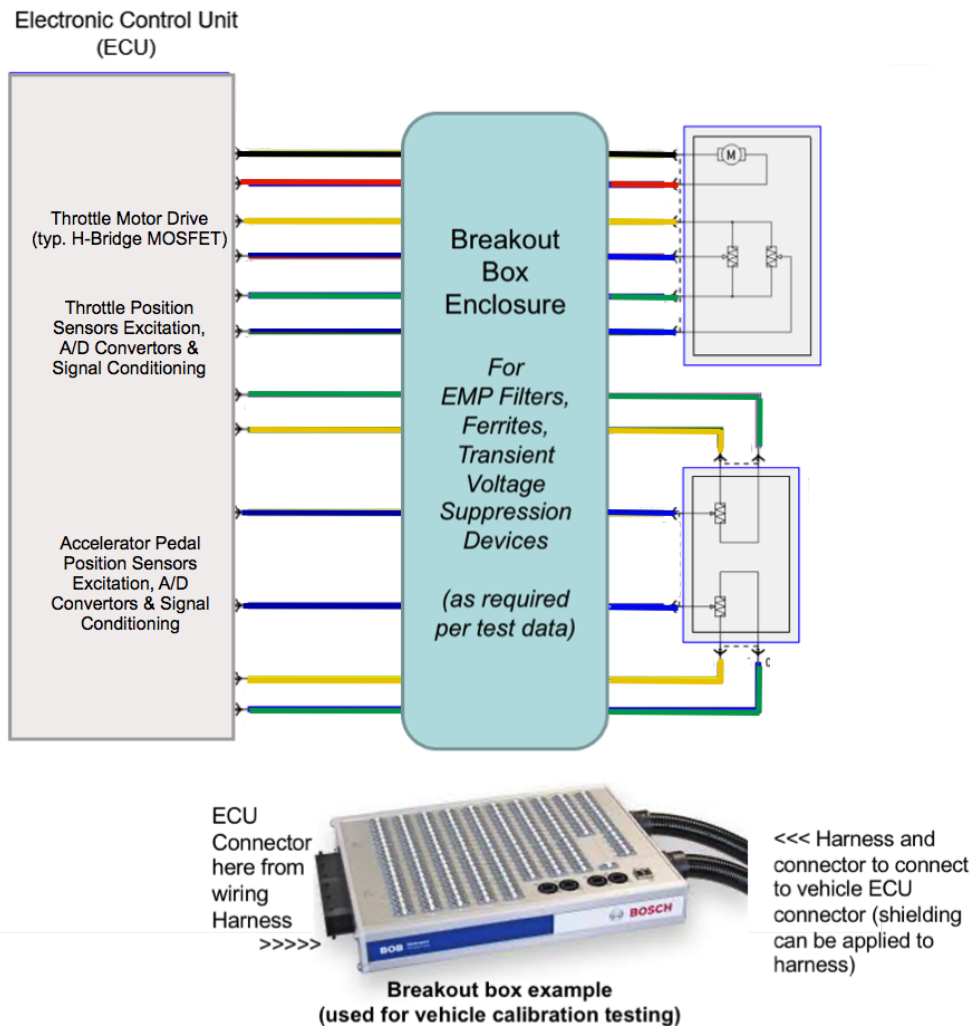 Electronic Control Unit
(ECU)
Throttle Motor Drive
(typ. H-Bridge MOSFET)
Throttle Position
Sensors Excitation,
A/D Convertors &
Signal Conditioning
Accelerator Pedal
Position Sensors
Excitation, A/D
Convertors & Signal
Conditioning
Breakout
Box
Enclosure
For
EMP Filters,
Ferrites,
Transient
Voltage
Suppression
Devices
(as required
per test data)
M
ECU
Connector
here from
wiring
Harness
>>>>>
BOB
BOSCH
<<< Harness and
connector to connect
to vehicle ECU
connector (shielding
can be applied to
harness)
Breakout box example
(used for vehicle calibration testing)